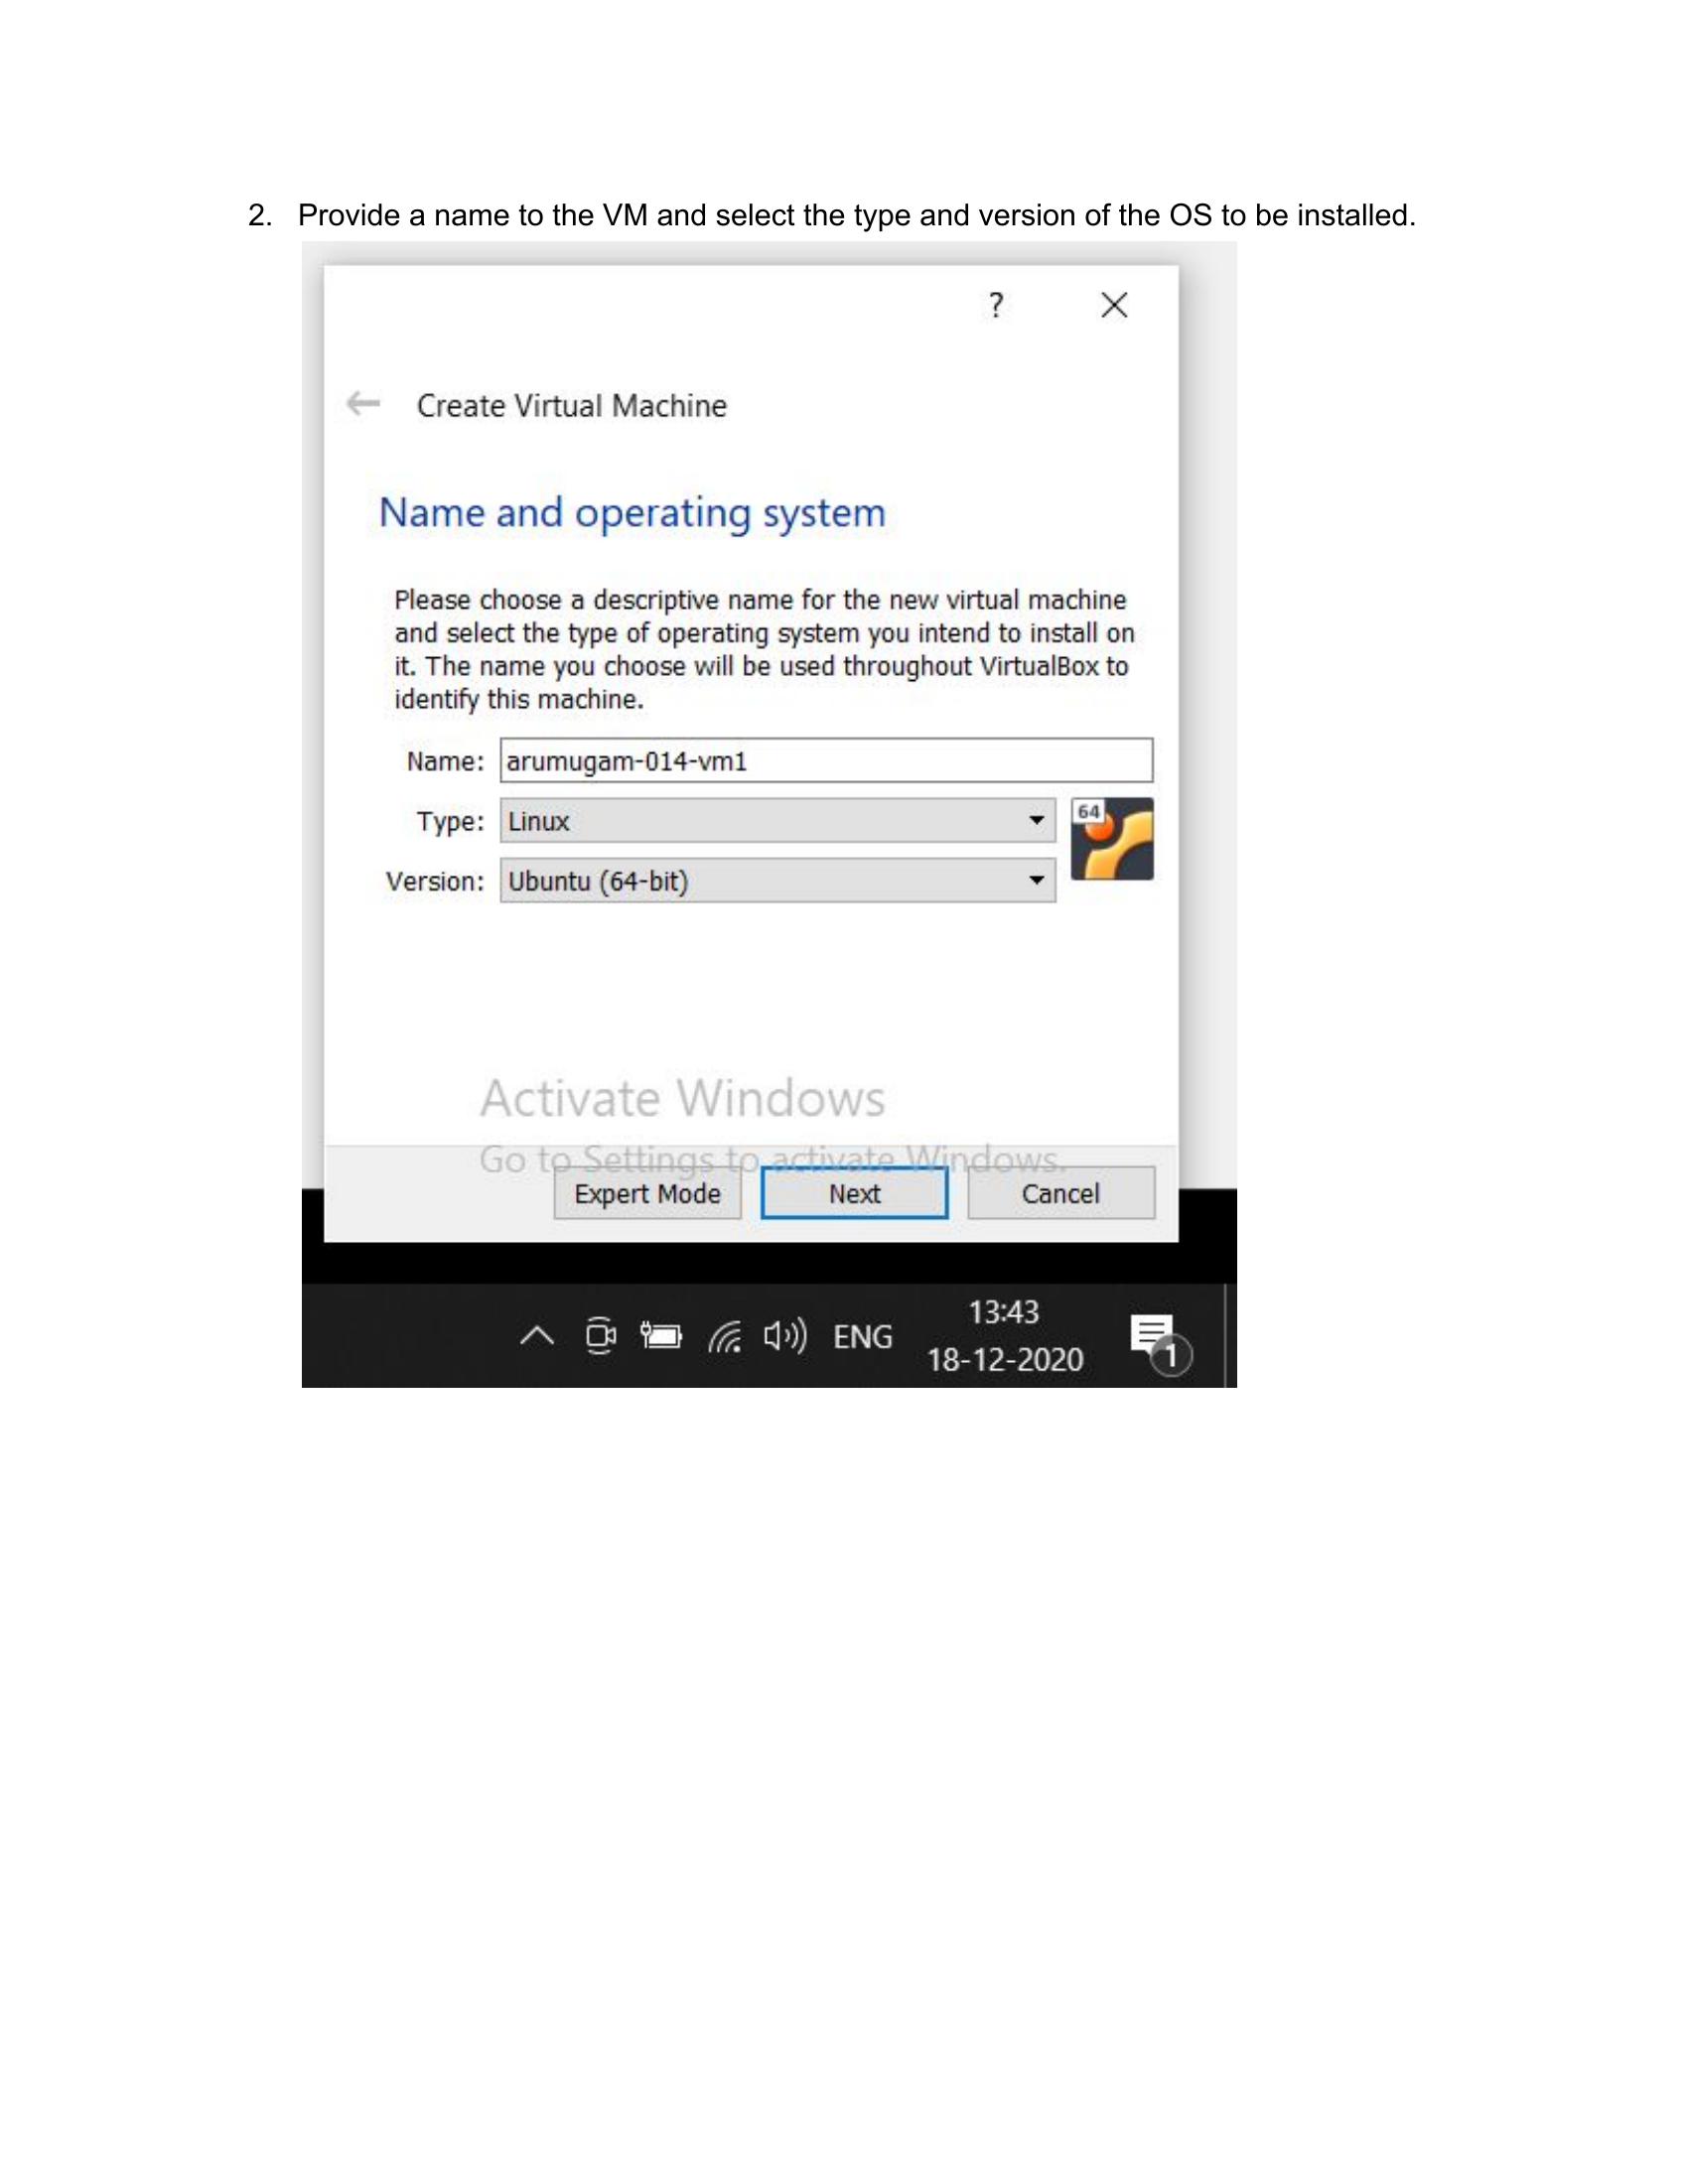 2. Provide a name to the VM and select the type and version of the OS to be installed.
?
Create Virtual Machine
Name and operating system
Please choose a descriptive name for the new virtual machine
and select the type of operating system you intend to install on
it. The name you choose will be used throughout VirtualBox to
identify this machine.
Name: arumugam-014-vm1
Type: Linux
64
Version: Ubuntu (64-bit)
Activate Windows
Go to Settings to activate Windows.
Expert Mode Next Cancel
13:43
ENG
18-12-2020
1